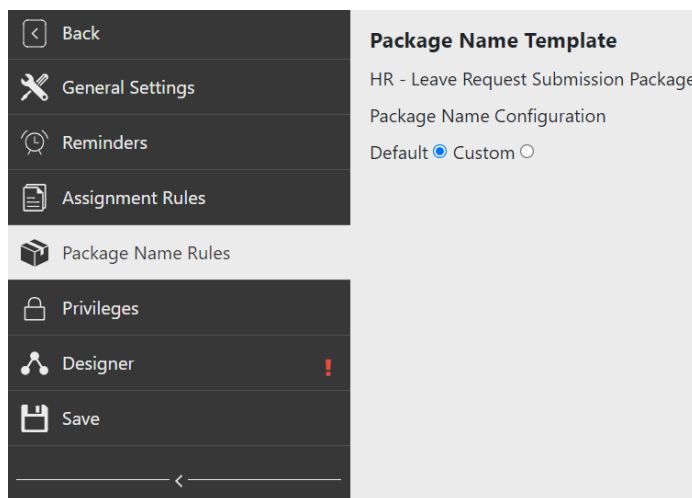 Back
General Settings
Reminders
Assignment Rules
Package Name Rules
Privileges
Designer
Save
Package Name Template
HR - Leave Request Submission Package
Package Name Configuration
Default Custom